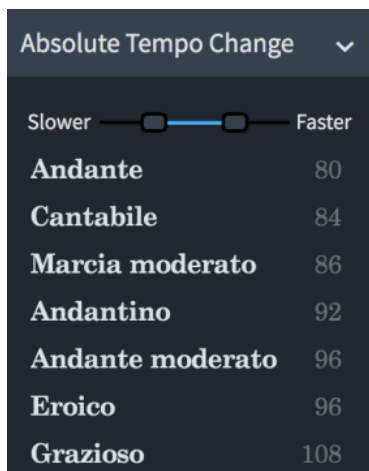 Absolute Tempo Change
Slower Faster
Andante 80
Cantabile 84
Marcia moderato 86
Andantino 92
Andante moderato 96
Eroico 96
Grazioso 108